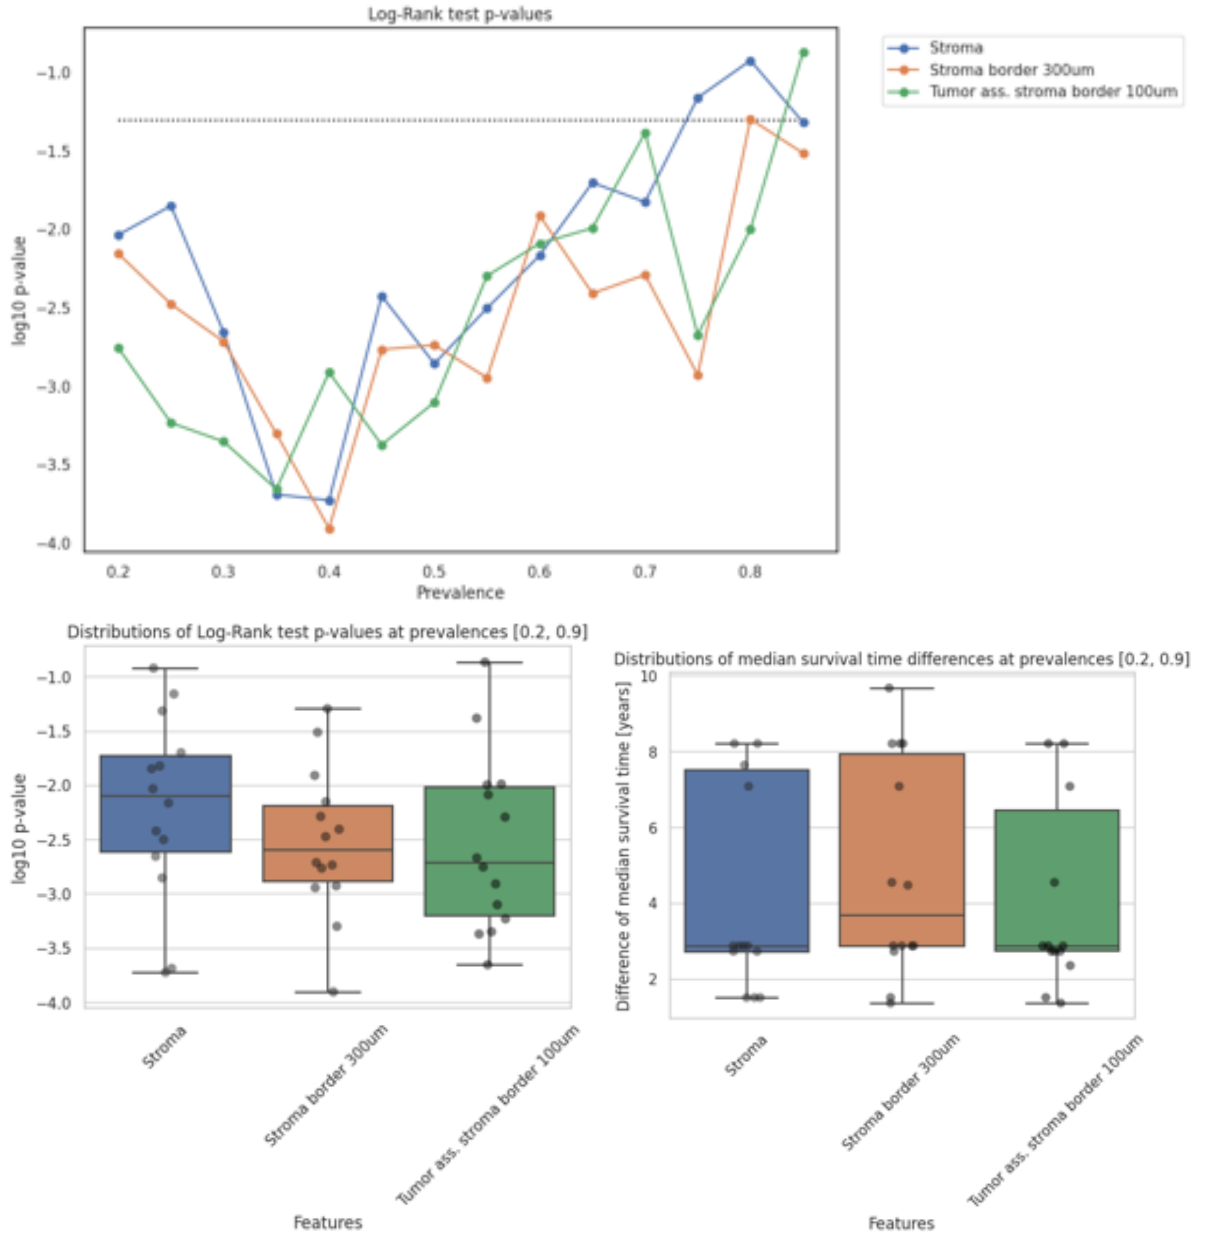 Log-Rank test p-values
Stroma
Stroma border 300um
Tumor ass. stroma border 100um
−1.0
−1.5
−2.0
−2.5
−3.0
−3.5
−4.0
log10 p-value
0.2 0.3 0.4 0.5 0.6 0.7 0.8
Prevalence
Distributions of Log-Rank test p-values at prevalences [0.2, 0.9]
−1.0
−1.5
−2.0
−2.5
−3.0
−3.5
−4.0
log10 p-value
Stroma
Stroma border 300um
Tumor ass. stroma border 100um
Features
Distributions of median survival time differences at prevalences [0.2, 0.9]
10
8
6
4
2
Difference of median survival time [years]
Stroma
Stroma border 300um
Tumor ass. stroma border 100um
Features